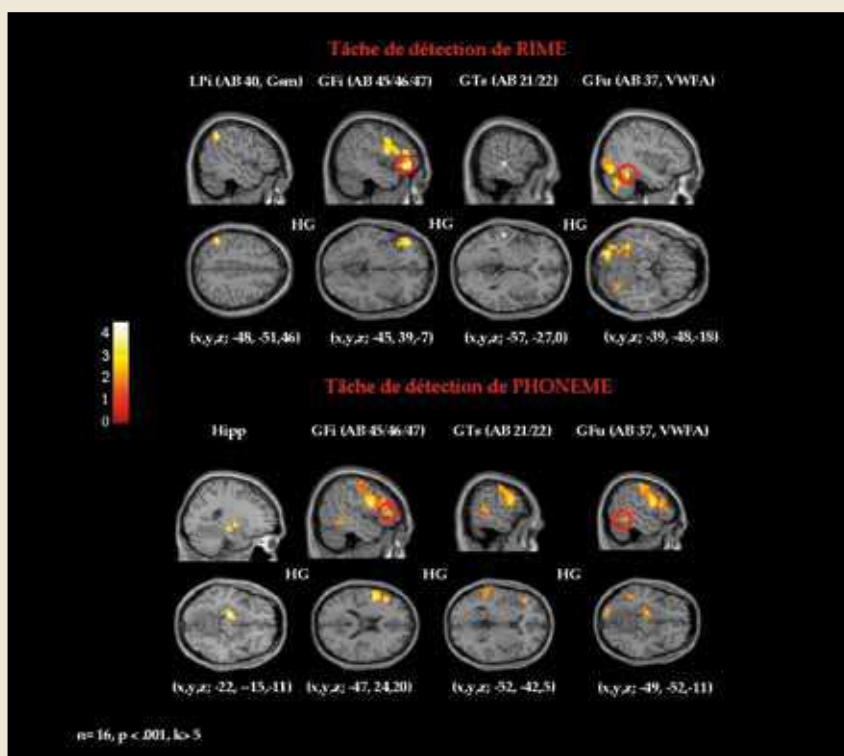 Tâche de détection de RIME
LPi (AB 40, Gsm) GFi (AB 45/46/47) GTs (AB 21/22) GFu (AB 37, VWFA)
HG HG HG
(x,y,z; -48, -51,46) (x,y,z; -45, 39,-7) (x,y,z; -57, -27,0) (x,y,z; -39, -48,-18)
4
3
2
1
0
Tâche de détection de PHONEME
Hipp GFi (AB 45/46/47) GTs (AB 21/22) GFu (AB 37, VWFA)
HG HG HG
(x,y,z; -22, --15,-11) (x,y,z; -47, 24,20) (x,y,z; -52, -42,5) (x,y,z; -49, -52,-11)
n= 16, p < .001, k> 5